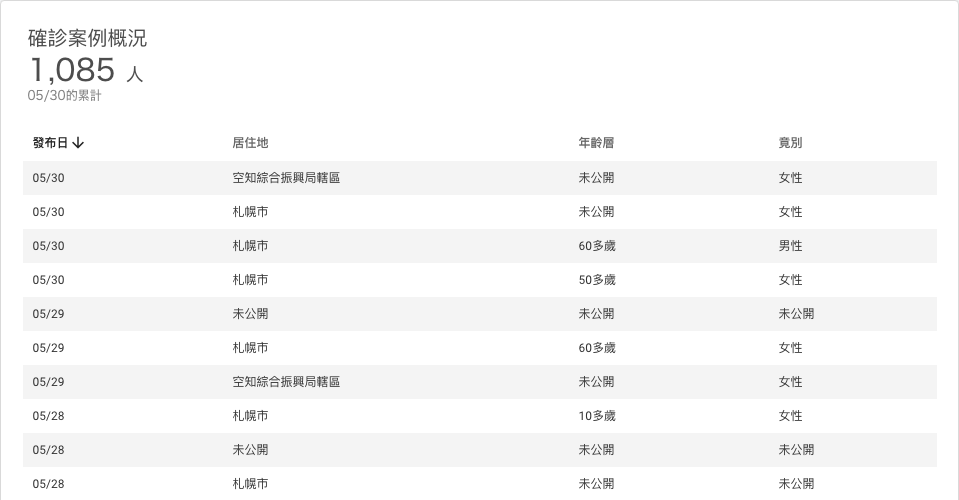 確診案例概況
1,085 人
05/30的累計
發布日↓ 居住地 年齡層 竟別
05/30 空知綜合振興局轄區 未公開 女性
05/30 札幌市 未公開 女性
05/30 札幌市 60多歲 男性
05/30 札幌市 50多歲 女性
05/29 未公開 未公開 未公開
05/29 札幌市 60多歲 女性
05/29 空知綜合振興局轄區 未公開 女性
05/28 札幌市 10多歲 女性
05/28 未公開 未公開 未公開
05/28 札幌市 未公開 未公開